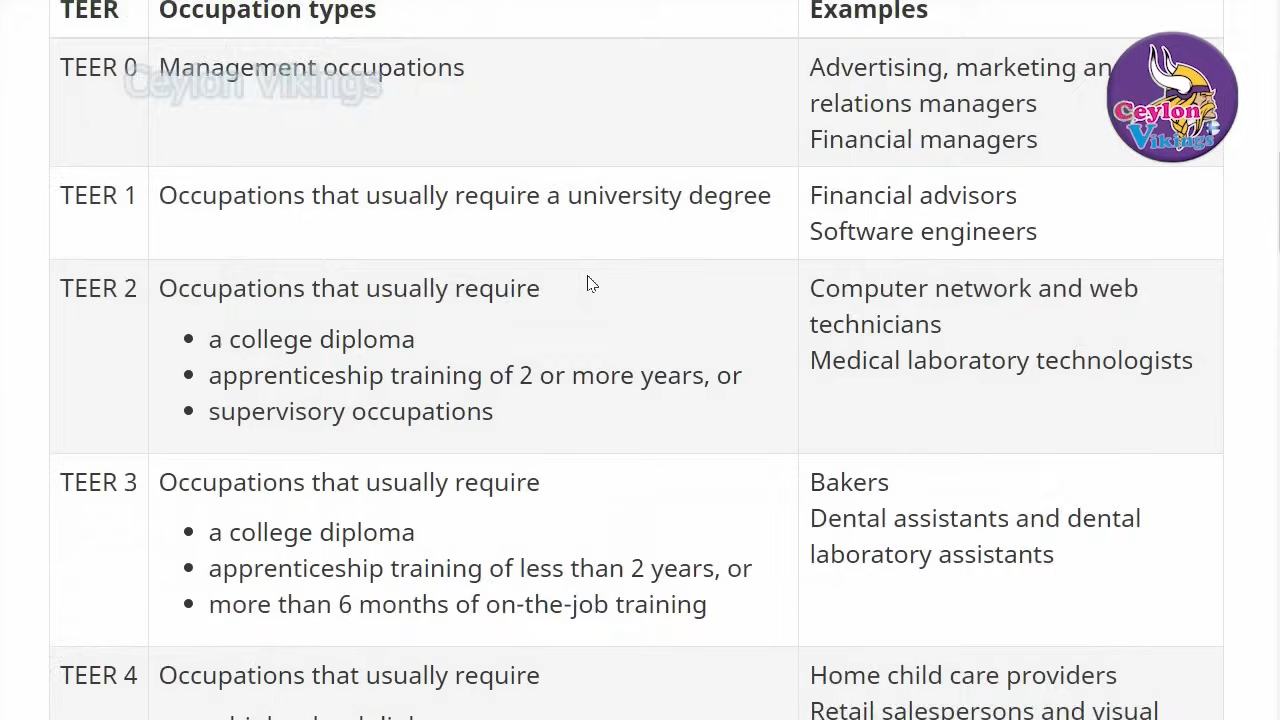 TEER Occupation types Examples
TEER 0 Management occupations Advertising, marketing an
relations managers
Financial managers
Ceylon Vikings
Ceylon
Vikings
TEER 1 Occupations that usually require a university degree Financial advisors
Software engineers
TEER 2 Occupations that usually require Computer network and web
technicians
• a college diploma
Medical laboratory technologists
• apprenticeship training of 2 or more years, or
• supervisory occupations
TEER 3 Occupations that usually require Bakers
Dental assistants and dental
• a college diploma
laboratory assistants
• apprenticeship training of less than 2 years, or
• more than 6 months of on-the-job training
TEER 4 Occupations that usually require Home child care providers
Retail salespersons and visual